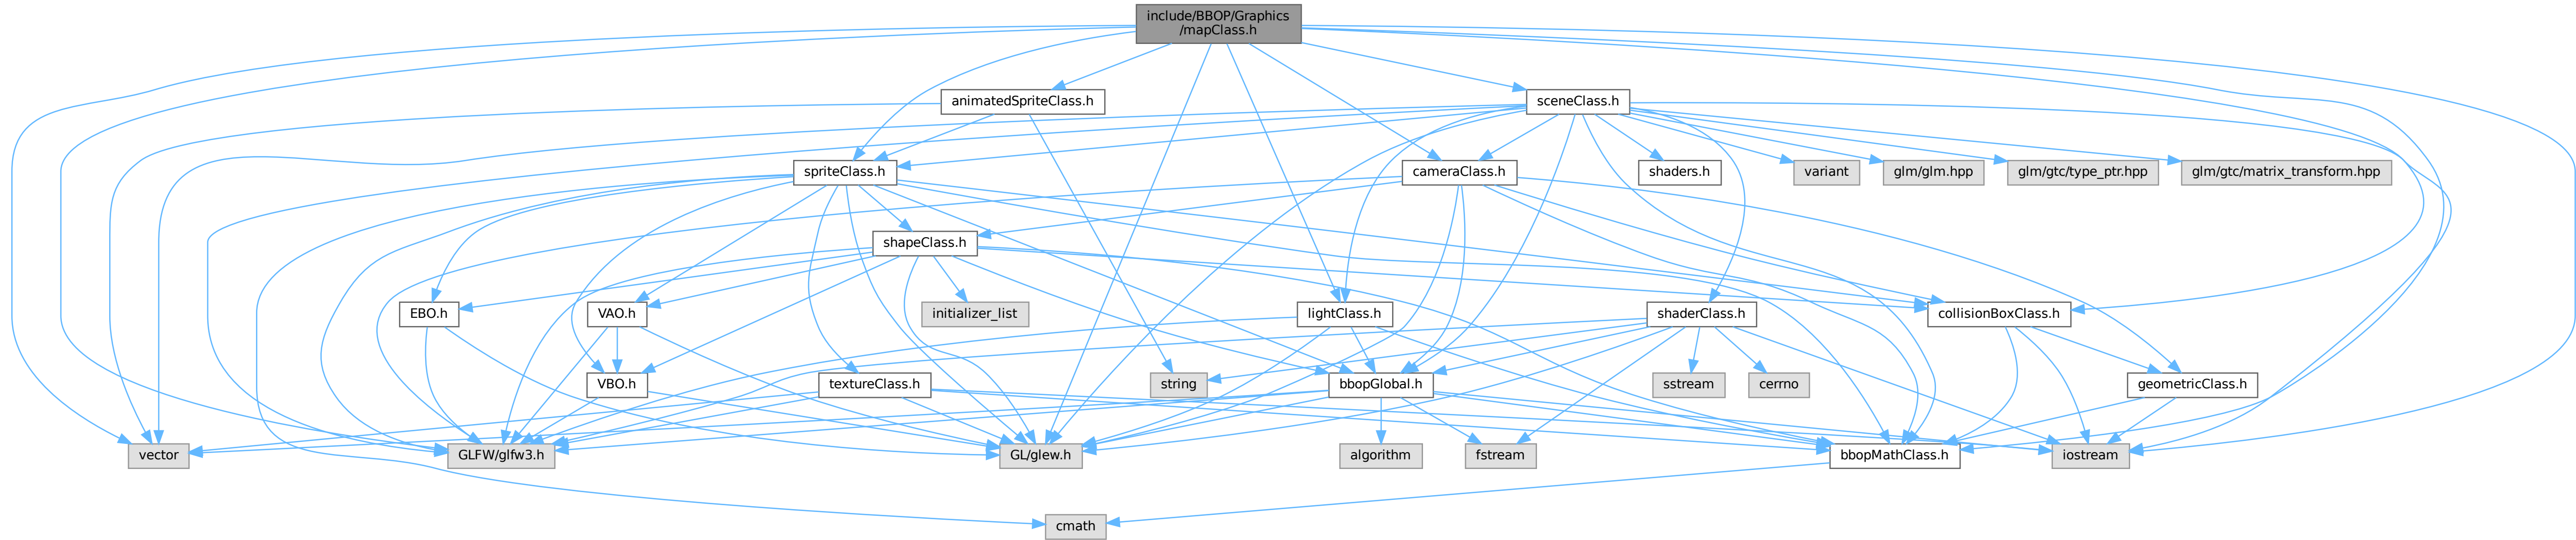 include/BBOP/Graphics
/mapClass.h
animatedSpriteClass.h
sceneClass.h
spriteClass.h
cameraClass.h
shaders.h
variant
glm/glm.hpp
glm/gtc/type_ptr.hpp
glm/gtc/matrix_transform.hpp
shapeClass.h
EBO.h
VAO.h
initializer_list
lightClass.h
shaderClass.h
collisionBoxClass.h
VBO.h
textureClass.h
string
bbopGlobal.h
sstream
cerrno
geometricClass.h
vector
GLFW/glfw3.h
GL/glew.h
algorithm
fstream
bbopMathClass.h
iostream
cmath